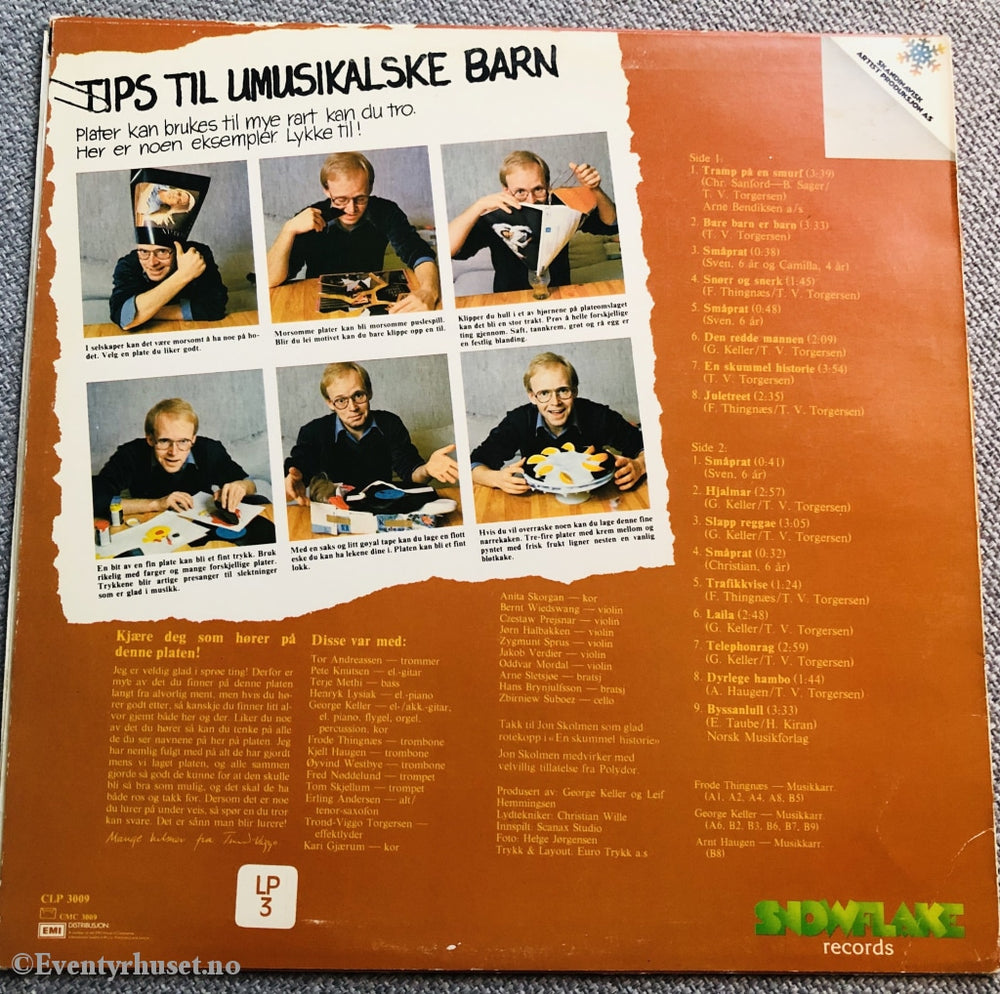 TIPS TIL UMUSIKALSKE BARN
Plater kan brukes til mye rart kan du tro.
Her er noen eksempler. Lykke til!
I selskaper kan det være morsomt å ha noe på ho-
det. Velg en plate du liker godt.
Morsomme plater kan bli morsomme puslespill.
Blir du lei motivet kan du bare klippe opp en til.
Klipper du hull i et av hjørnene på plateomslaget
kan det bli en stor trakt. Prøv å helle forskjellige
ting gjennom. Saft, tannkrem, grøt og rå egg er
en festlig blanding.
En bit av en fin plate kan bli et fint trykk. Bruk
rikelig med farger og mange forskjellige plater.
Trykkene blir artige presanger til slektninger
som er glad i musikk.
Med en saks og litt gøyal tape kan du lage en flott
eske du kan ha lekene dine i. Platen kan bli et fint
lokk.
Hvis du vil overraske noen kan du lage denne fine
narrekaken. Tre-fire plater med krem mellom og
pyntet med frisk frukt ligner nesten en vanlig
bløtkake.
SKANDINAVISK
ARTIST PRODUKSJON AS
Side 1:
1. Tramp på en smurf (3:39)
(Chr. Sanford—B. Sager/
T. V. Torgersen)
Arne Bendiksen a/s
2. Bare barn er barn (3:33)
(T. V. Torgersen)
3. Småprat (0:38)
(Sven, 6 år og Camilla, 4 år)
4. Snørr og snerk (1:45)
(F. Thingnæs/T. V. Torgersen)
5. Småprat (0:48)
(Sven. 6 år)
6. Den redde mannen (2:09)
(G. Keller/T. V. Torgersen)
7. En skummel historie (3:54)
(T. V. Torgersen)
8. Juletreet (2:35)
(F. Thingnæs/T. V. Torgersen)
Side 2:
1. Småprat (0:41)
(Sven, 6 år)
2. Hjalmar (2:57)
(G. Keller/T. V. Torgersen)
3. Slapp reggae (3:05)
(G. Keller/T. V. Torgersen)
4. Småprat (0:32)
(Christian, 6 år)
5. Trafikkvise (1:24)
(F. Thingnæs/T. V. Torgersen)
6. Laila (2:48)
(G. Keller/T. V. Torgersen)
7. Telephonrag (2:59)
(G. Keller/T. V. Torgersen)
8. Dyrlege hambo (1:44)
(A. Haugen/T. V. Torgersen)
9. Byssanlull (3:33)
(E. Taube/H. Kiran)
Norsk Musikforlag
Frode Thingnæs — Musikkarr.
(A1, A2, A4, A8, B5)
George Keller — Musikkarr.
(A6, B2, B3, B6, B7, B9)
Arnt Haugen — Musikkarr.
(B8)
Kjære deg som hører på
denne platen!
Jeg er veldig glad i sprøe ting! Derfor er
mye av det du finner på denne platen
langt fra alvorlig ment, men hvis du hø-
rer godt etter, så kanskje du finner litt al-
vor gjemt både her og der. Liker du noe
av det du hører så kan du tenke på alle
de du ser navnene på her på platen. Jeg
har nemlig fulgt med på alt de har gjordt
mens vi laget platen, og alle sammen
gjorde så godt de kunne for at den skulle
bli så bra som mulig, og det skal de ha
både ros og takk for. Dersom det er noe
du lurer på under veis, så spør en du tror
kan svare. Det er sånn man blir lurere!
Mange hilsner fra Trond-Viggo
Disse var med:
Tor Andreassen — trommer
Pete Knutsen — el.-gitar
Terje Methi — bass
Henryk Lysiak — el.-piano
George Keller — el-/akk.-gitar,
el. piano, flygel, orgel,
percussion, kor
Frode Thingnæs — trombone
Kjell Haugen — trombone
Øyvind Westbye — trombone
Fred Nøddelund — trompet
Tom Skjellum — trompet
Erling Andersen — alt/
tenor-saxofon
Trond-Viggo Torgersen —
effektlyder
Kari Gjærum — kor
Anita Skorgan — kor
Bernt Wiedswang — violin
Czestaw Prejsnar — violin
Jørn Halbakken — violin
Zygmunt Sprus — violin
Jakob Verdier — violin
Oddvar Mordal — violin
Arne Sletsjøe — bratsj
Hans Brynjulfsson — bratsj
Zbirniew Suboez — cello
Takk til Jon Skolmen som glad
rotekopp i «En skummel historie»
Jon Skolmen medvirker med
velvillig tillatelse fra Polydor.
Produsert av: George Keller og Leif
Hemmingsen
Lydtekniker: Christian Wille
Innspilt: Scanax Studio
Foto: Helge Jørgensen
Trykk & Layout: Euro Trykk a.s
CLP 3009
CMC 3009
EMI DISTRIBUSJON
LP
3
SNOWFLAKE
records
©Eventyrhuset.no